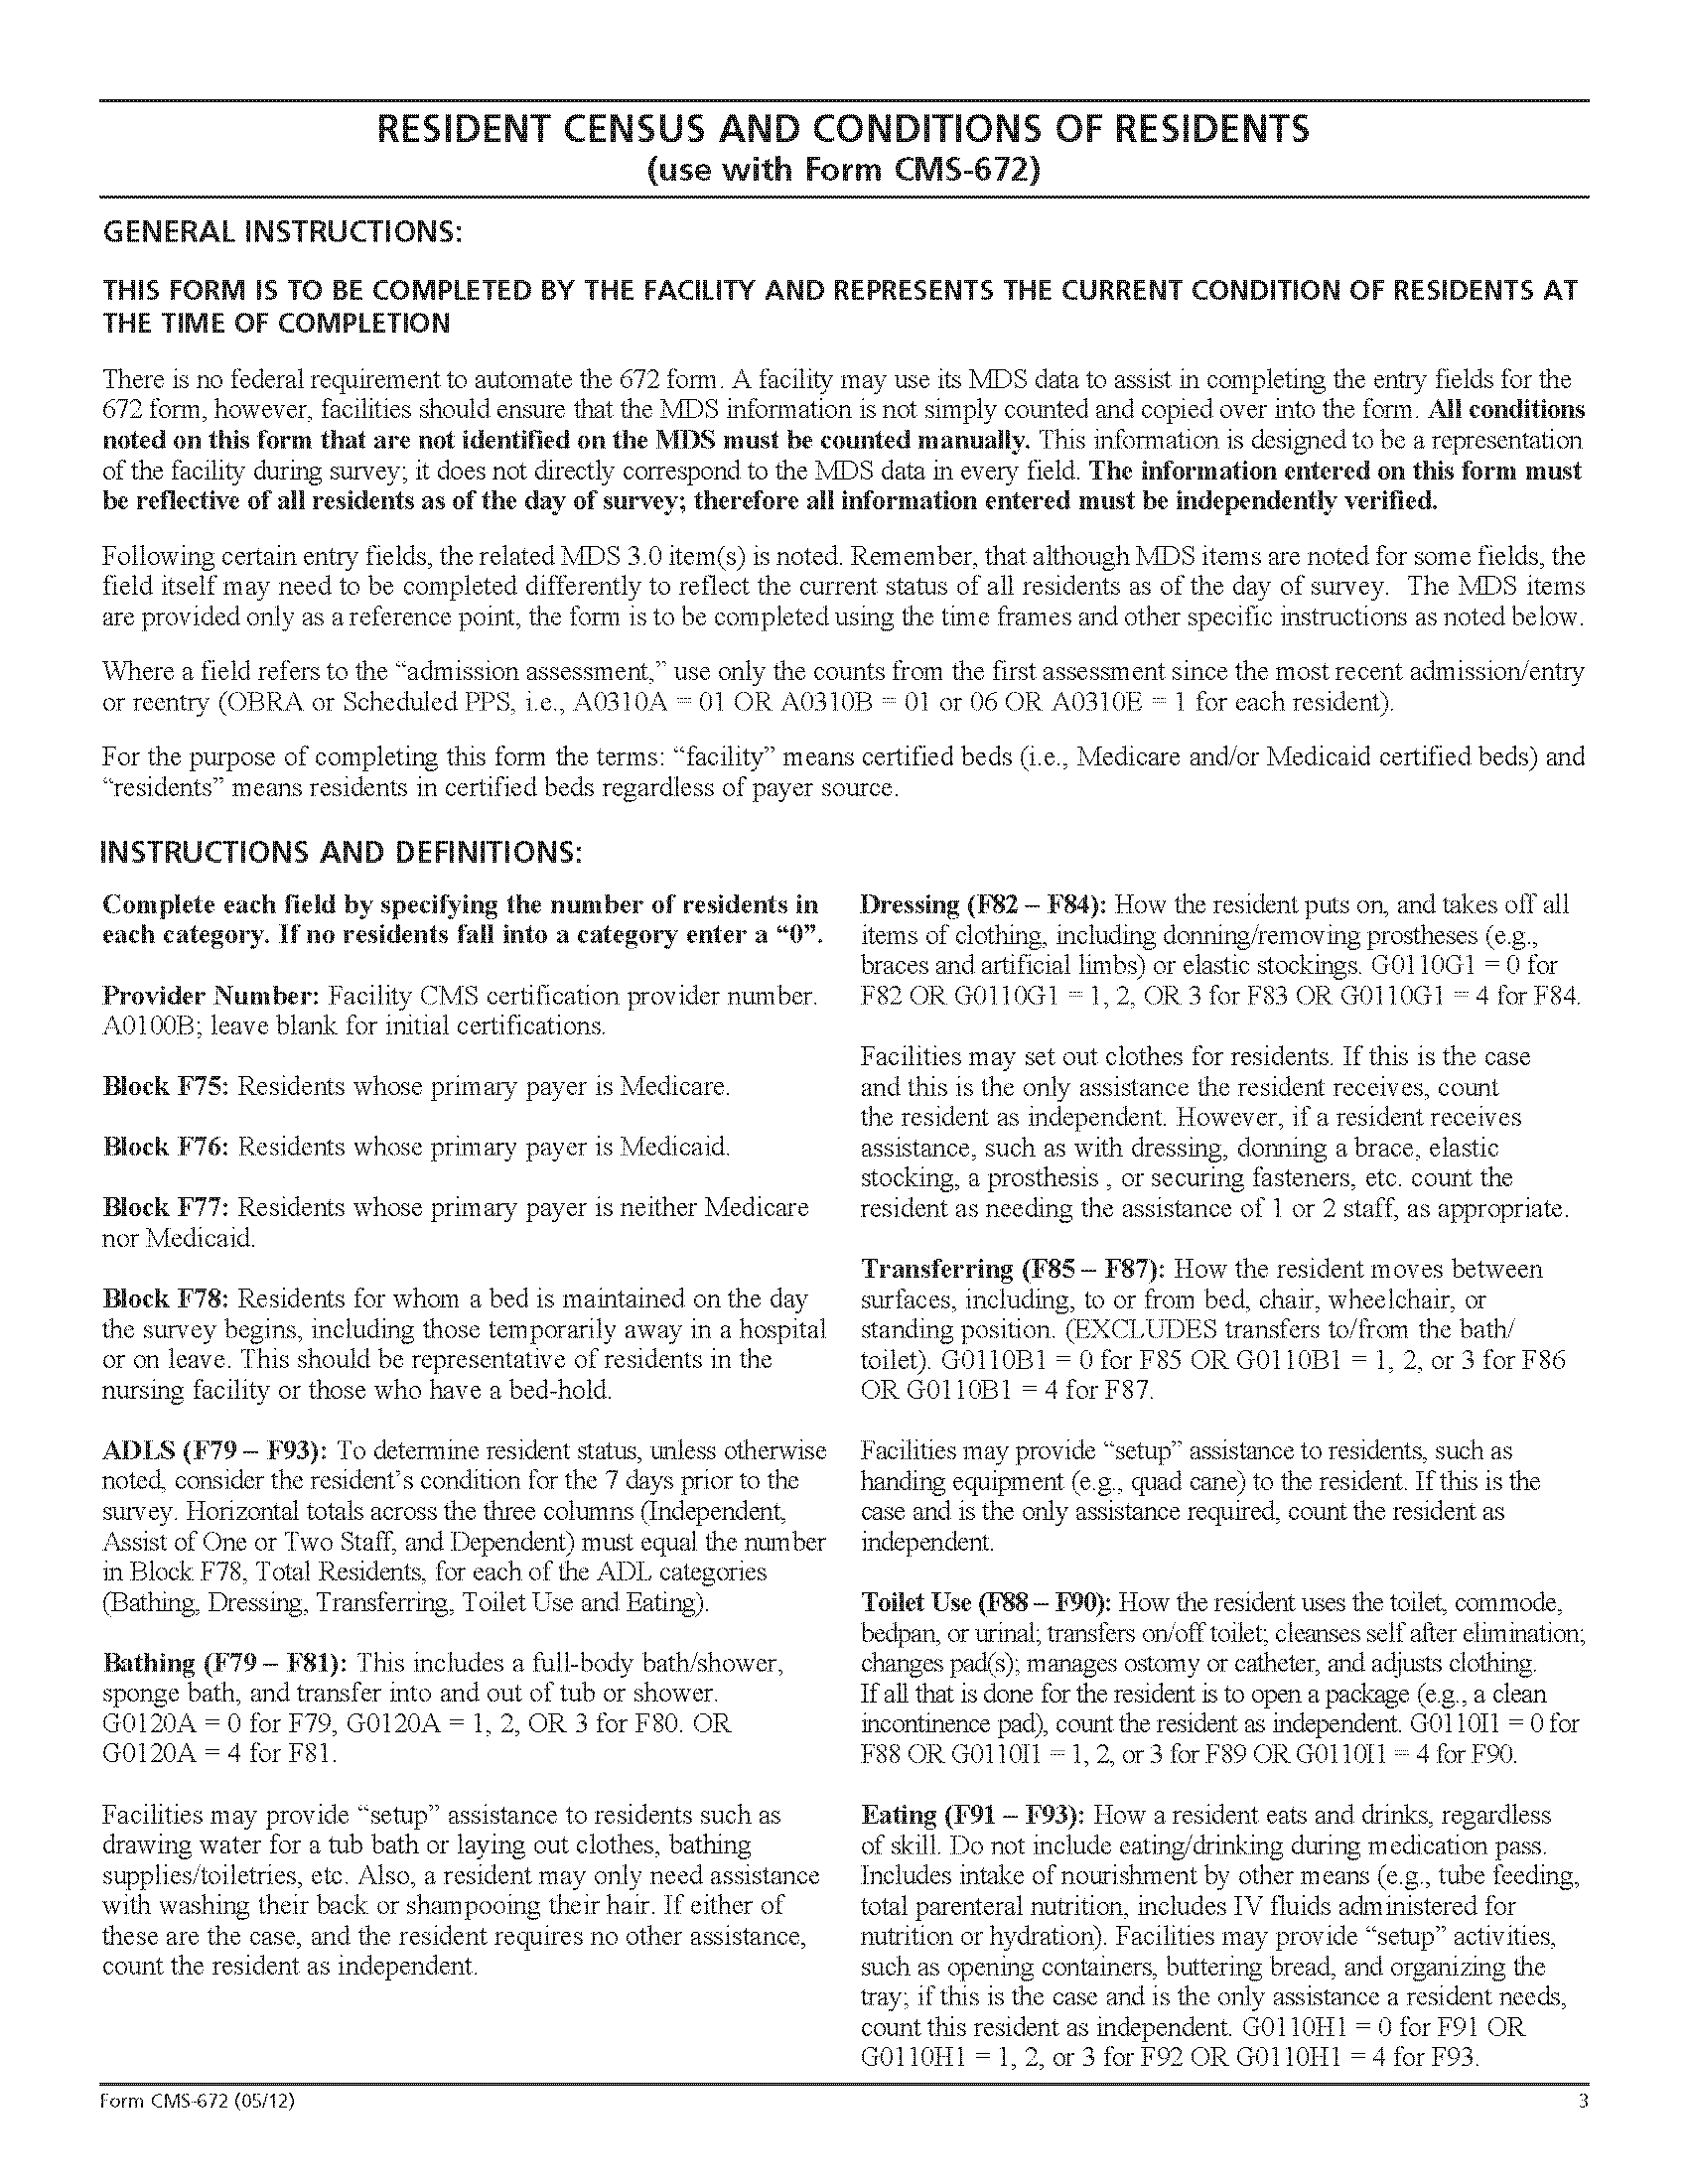 RESIDENT CENSUS AND CONDITIONS OF RESIDENTS
(use with Form CMS-672)
GENERAL INSTRUCTIONS:
THIS FORM IS TO BE COMPLETED BY THE FACILITY AND REPRESENTS THE CURRENT CONDITION OF RESIDENTS AT
THE TIME OF COMPLETION
There is no federal requirement to automate the 672 form. A facility may use its MDS data to assist in completing the entry fields for the
672 form, however, facilities should ensure that the MDS information is not simply counted and copied over into the form. All conditions
noted on this form that are not identified on the MDS must be counted manually. This information is designed to be a representation
of the facility during survey; it does not directly correspond to the MDS data in every field. The information entered on this form must
be reflective of all residents as of the day of survey; therefore all information entered must be independently verified.
Following certain entry fields, the related MDS 3.0 item(s) is noted. Remember, that although MDS items are noted for some fields, the
field itself may need to be completed differently to reflect the current status of all residents as of the day of survey. The MDS items
are provided only as a reference point, the form is to be completed using the time frames and other specific instructions as noted below.
Where a field refers to the “admission assessment,” use only the counts from the first assessment since the most recent admission/entry
or reentry (OBRA or Scheduled PPS, i.e., A0310A = 01 OR A0310B = 01 or 06 OR A0310E = 1 for each resident).
For the purpose of completing this form the terms: “facility” means certified beds (i.e., Medicare and/or Medicaid certified beds) and
“residents” means residents in certified beds regardless of payer source.
INSTRUCTIONS AND DEFINITIONS:
Complete each field by specifying the number of residents in
each category. If no residents fall into a category enter a “0”.
Provider Number: Facility CMS certification provider number.
A0100B; leave blank for initial certifications.
Block F75: Residents whose primary payer is Medicare.
Block F76: Residents whose primary payer is Medicaid.
Block F77: Residents whose primary payer is neither Medicare
nor Medicaid.
Block F78: Residents for whom a bed is maintained on the day
the survey begins, including those temporarily away in a hospital
or on leave. This should be representative of residents in the
nursing facility or those who have a bed-hold.
ADLS (F79 – F93): To determine resident status, unless otherwise
noted, consider the resident’s condition for the 7 days prior to the
survey. Horizontal totals across the three columns (Independent,
Assist of One or Two Staff, and Dependent) must equal the number
in Block F78, Total Residents, for each of the ADL categories
(Bathing, Dressing, Transferring, Toilet Use and Eating).
Bathing (F79 – F81): This includes a full-body bath/shower,
sponge bath, and transfer into and out of tub or shower.
G0120A = 0 for F79, G0120A = 1, 2, OR 3 for F80. OR
G0120A = 4 for F81.
Facilities may provide “setup” assistance to residents such as
drawing water for a tub bath or laying out clothes, bathing
supplies/toiletries, etc. Also, a resident may only need assistance
with washing their back or shampooing their hair. If either of
these are the case, and the resident requires no other assistance,
count the resident as independent.
Dressing (F82 – F84): How the resident puts on, and takes off all
items of clothing, including donning/removing prostheses (e.g.,
braces and artificial limbs) or elastic stockings. G0110G1 = 0 for
F82 OR G0110G1 = 1, 2, OR 3 for F83 OR G0110G1 = 4 for F84.
Facilities may set out clothes for residents. If this is the case
and this is the only assistance the resident receives, count
the resident as independent. However, if a resident receives
assistance, such as with dressing, donning a brace, elastic
stocking, a prosthesis , or securing fasteners, etc. count the
resident as needing the assistance of 1 or 2 staff, as appropriate.
Transferring (F85 – F87): How the resident moves between
surfaces, including, to or from bed, chair, wheelchair, or
standing position. (EXCLUDES transfers to/from the bath/
toilet). G0110B1 = 0 for F85 OR G0110B1 = 1, 2, or 3 for F86
OR G0110B1 = 4 for F87.
Facilities may provide “setup” assistance to residents, such as
handing equipment (e.g., quad cane) to the resident. If this is the
case and is the only assistance required, count the resident as
independent.
Toilet Use (F88 – F90): How the resident uses the toilet, commode,
bedpan, or urinal; transfers on/off toilet; cleanses self after elimination;
changes pad(s); manages ostomy or catheter, and adjusts clothing.
If all that is done for the resident is to open a package (e.g., a clean
incontinence pad), count the resident as independent. G0110I1 = 0 for
F88 OR G0110I1 = 1, 2, or 3 for F89 OR G0110I1 = 4 for F90.
Eating (F91 – F93): How a resident eats and drinks, regardless
of skill. Do not include eating/drinking during medication pass.
Includes intake of nourishment by other means (e.g., tube feeding,
total parenteral nutrition, includes IV fluids administered for
nutrition or hydration). Facilities may provide “setup” activities,
such as opening containers, buttering bread, and organizing the
tray; if this is the case and is the only assistance a resident needs,
count this resident as independent. G0110H1 = 0 for F91 OR
G0110H1 = 1, 2, or 3 for F92 OR G0110H1 = 4 for F93.
Form CMS-672 (05/12) 3